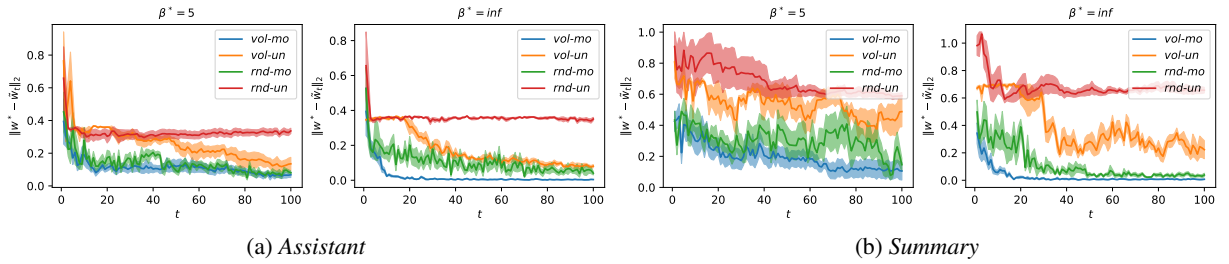 β* = 5
∥w* − w̃ₜ∥₂
0.8
0.6
0.4
0.2
0.0
0 20 40 60 80 100
t
vol-mo
vol-un
rnd-mo
rnd-un
β* = inf
∥w* − w̃ₜ∥₂
0.8
0.6
0.4
0.2
0.0
0 20 40 60 80 100
t
vol-mo
vol-un
rnd-mo
rnd-un
(a) Assistant
β* = 5
∥w* − w̃ₜ∥₂
1.0
0.8
0.6
0.4
0.2
0.0
0 20 40 60 80 100
t
vol-mo
vol-un
rnd-mo
rnd-un
β* = inf
∥w* − w̃ₜ∥₂
1.0
0.8
0.6
0.4
0.2
0.0
0 20 40 60 80 100
t
vol-mo
vol-un
rnd-mo
rnd-un
(b) Summary